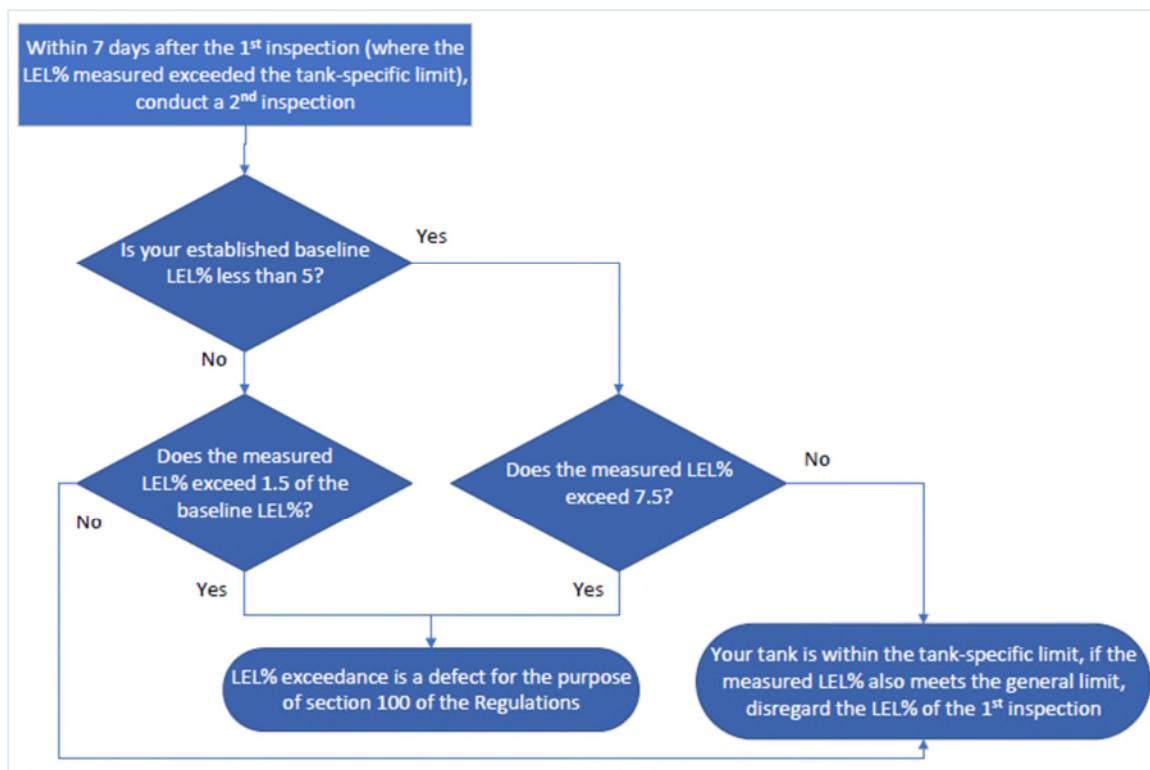 Within 7 days after the 1st inspection (where the
LEL% measured exceeded the tank-specific limit),
conduct a 2nd inspection
Is your established baseline
LEL% less than 5?
Yes
No
Does the measured
LEL% exceed 1.5 of the
baseline LEL%?
Does the measured LEL%
exceed 7.5?
No
No
Yes
Yes
LEL% exceedance is a defect for the purpose
of section 100 of the Regulations
Your tank is within the tank-specific limit, if the
measured LEL% also meets the general limit,
disregard the LEL% of the 1st inspection